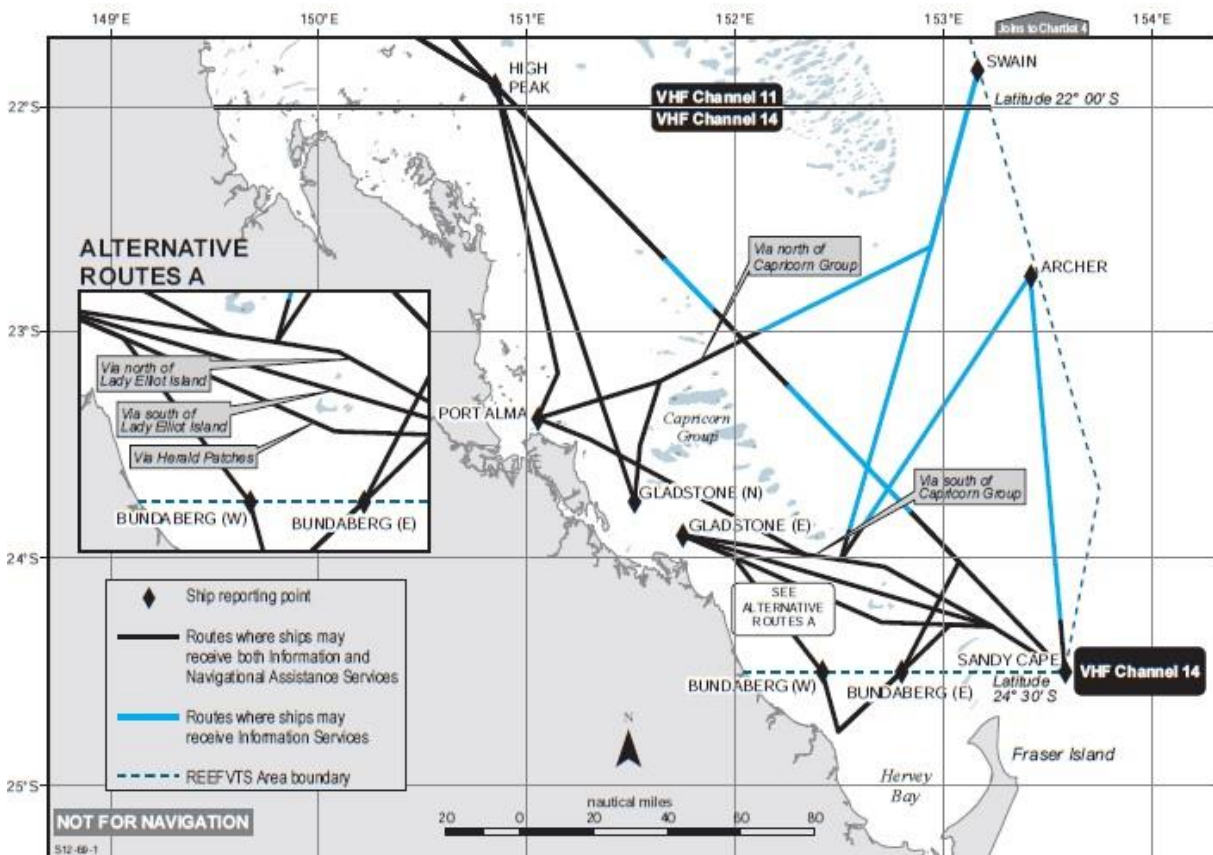 149°E
150°E
151°E
152°E
153°E
154°E
Joins to Chartlet 4
HIGH
PEAK
SWAIN
VHF Channel 11
VHF Channel 14
Latitude 22° 00' S
22°S
ALTERNATIVE
ROUTES A
Via north of
Capricorn Group
ARCHER
23°S
Via north of
Lady Elliot Island
Via south of
Lady Elliot Island
Via Herald Patches
BUNDABERG (W)
BUNDABERG (E)
PORT ALMA
Capricorn
Group
GLADSTONE (N)
Via south of
Capricorn Group
GLADSTONE (E)
24°S
SEE
ALTERNATIVE
ROUTES A
SANDY CAPE
Latitude
24° 30' S
VHF Channel 14
BUNDABERG (W)
BUNDABERG (E)
Ship reporting point
Routes where ships may
receive both Information and
Navigational Assistance Services
Routes where ships may
receive Information Services
REEFVTS Area boundary
N
Fraser Island
Hervey
Bay
25°S
nautical miles
20 0 20 40 60 80
NOT FOR NAVIGATION
S12-69-1